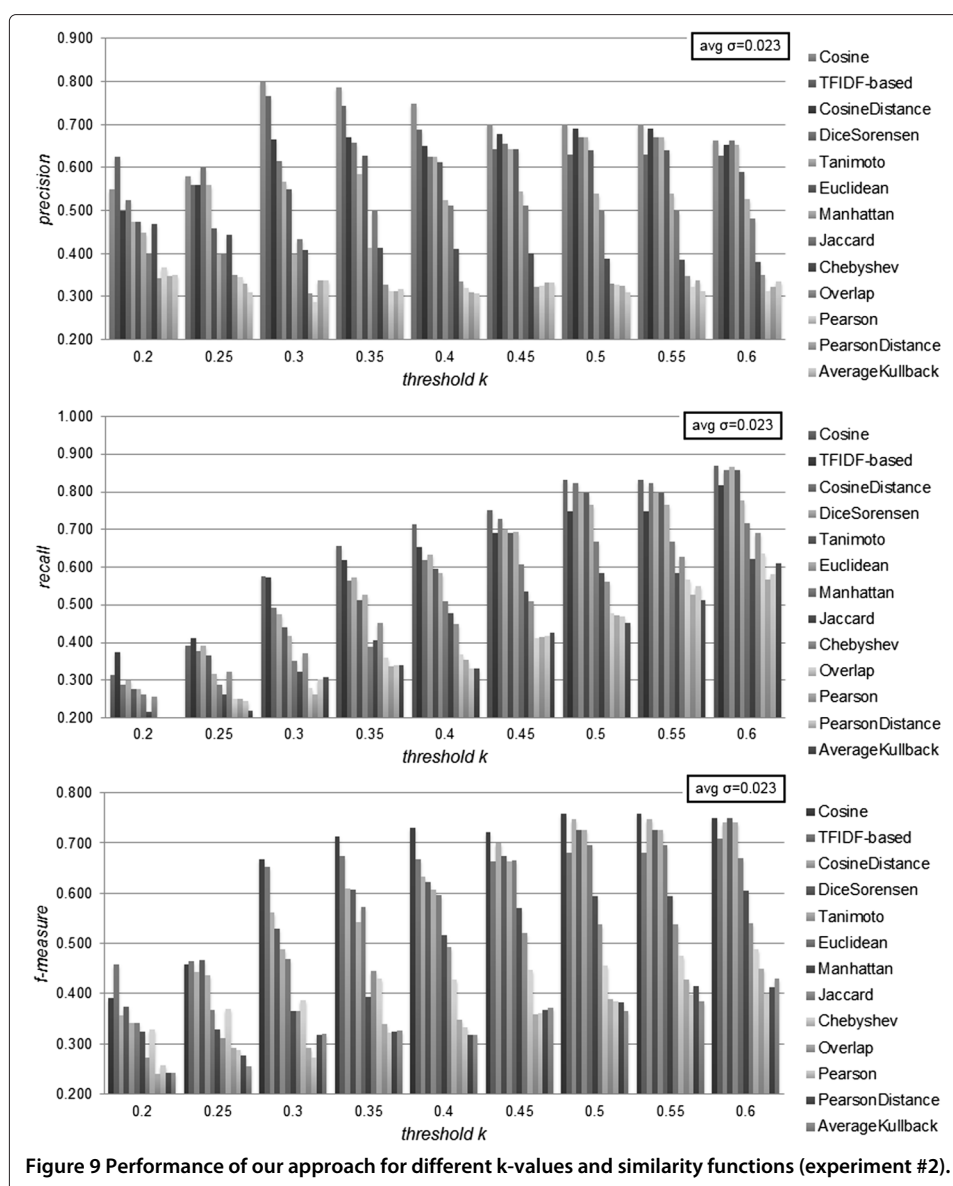 0.900
avg σ=0.023
0.800
0.700
0.600
0.500
0.400
0.300
0.200
precision
0.2 0.25 0.3 0.35 0.4 0.45 0.5 0.55 0.6
threshold k
Cosine
TFIDF-based
CosineDistance
DiceSorensen
Tanimoto
Euclidean
Manhattan
Jaccard
Chebyshev
Overlap
Pearson
PearsonDistance
AverageKullback
1.000
avg σ=0.023
0.900
0.800
0.700
0.600
0.500
0.400
0.300
0.200
recall
0.2 0.25 0.3 0.35 0.4 0.45 0.5 0.55 0.6
threshold k
Cosine
TFIDF-based
CosineDistance
DiceSorensen
Tanimoto
Euclidean
Manhattan
Jaccard
Chebyshev
Overlap
Pearson
PearsonDistance
AverageKullback
0.800
avg σ=0.023
0.700
0.600
0.500
0.400
0.300
0.200
f-measure
0.2 0.25 0.3 0.35 0.4 0.45 0.5 0.55 0.6
threshold k
Cosine
TFIDF-based
CosineDistance
DiceSorensen
Tanimoto
Euclidean
Manhattan
Jaccard
Chebyshev
Overlap
Pearson
PearsonDistance
AverageKullback
Figure 9 Performance of our approach for different k-values and similarity functions (experiment #2).